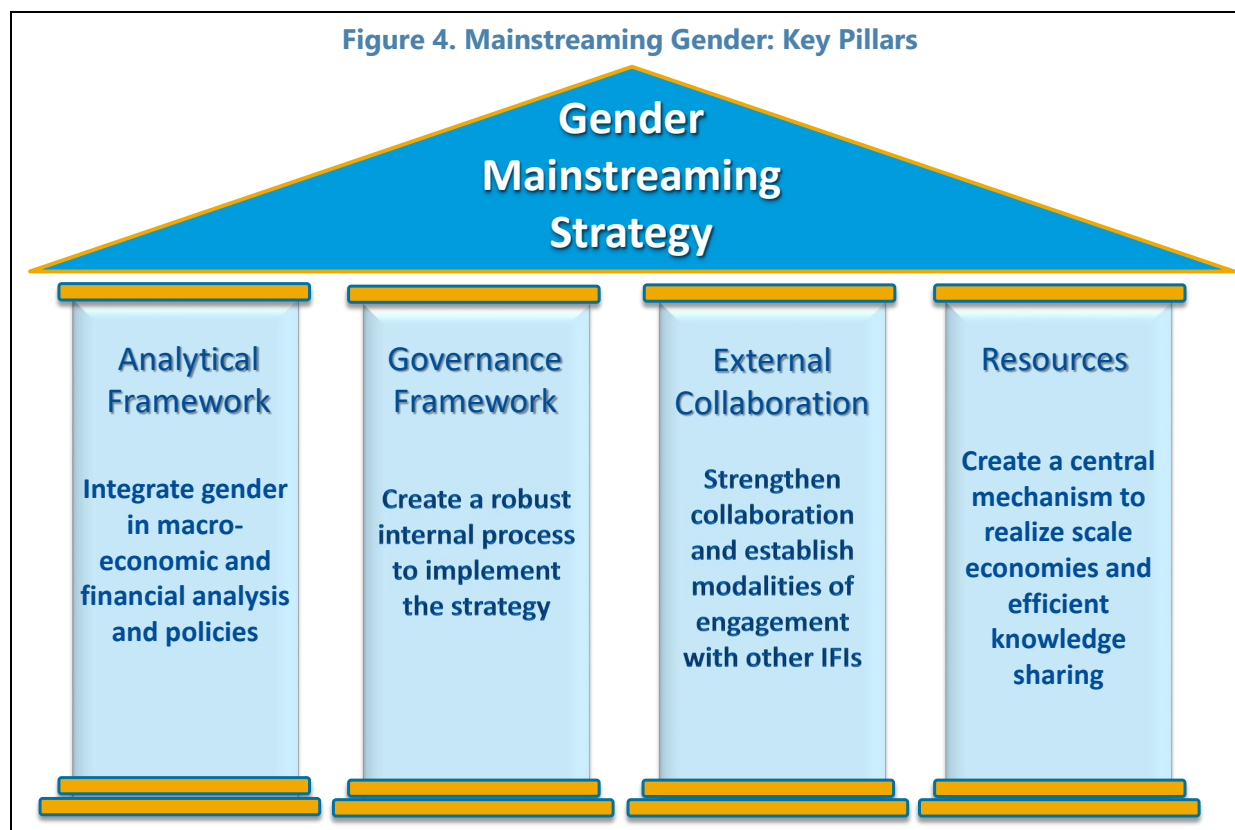 Figure 4. Mainstreaming Gender: Key Pillars
Gender
Mainstreaming
Strategy
Analytical
Framework
Integrate gender
in macro-
economic and
financial analysis
and policies
Governance
Framework
Create a robust
internal process
to implement
the strategy
External
Collaboration
Strengthen
collaboration
and establish
modalities of
engagement
with other IFIs
Resources
Create a central
mechanism to
realize scale
economies and
efficient
knowledge
sharing